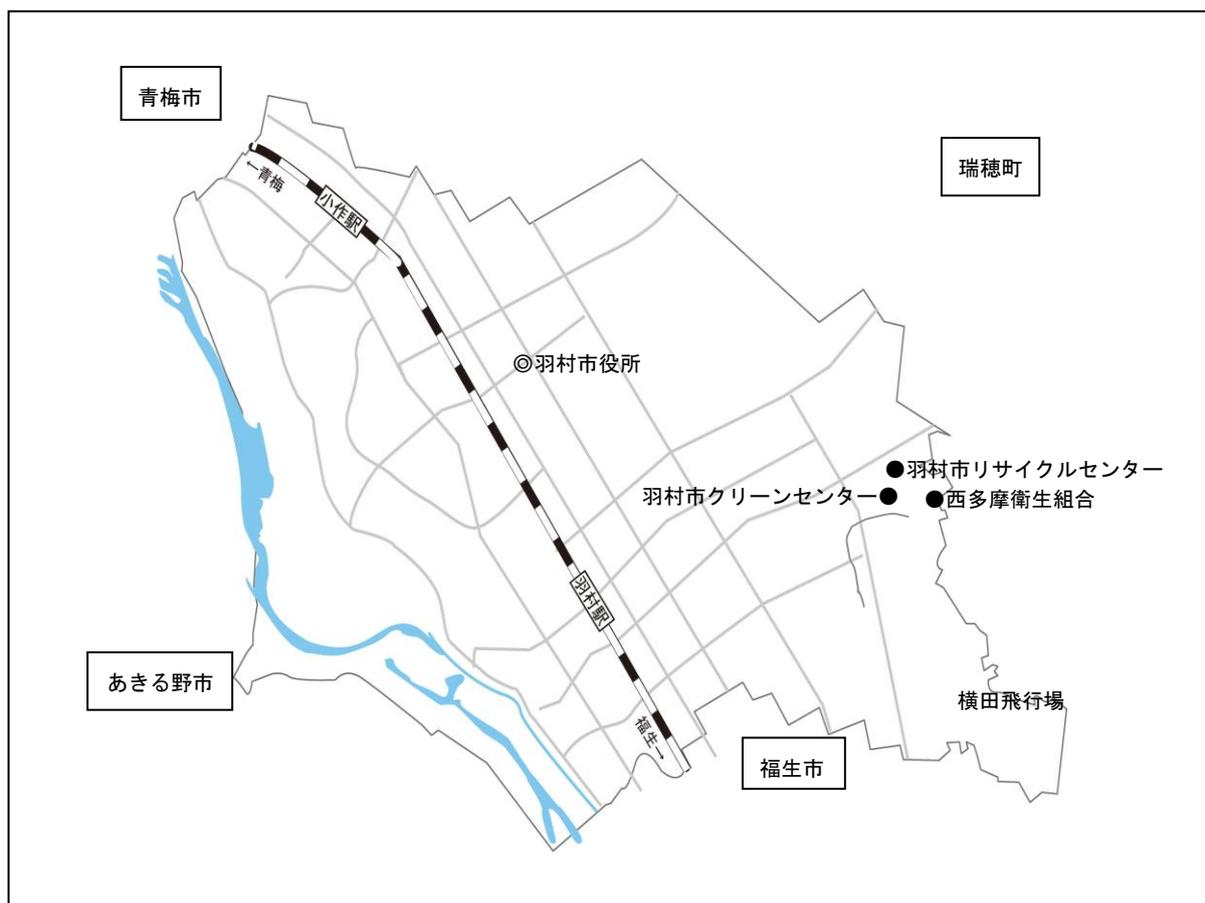 青梅市
瑞穂町
←青梅
小作駅
◎羽村市役所
●羽村市リサイクルセンター
羽村市クリーンセンター●
●西多摩衛生組合
羽村駅
あきる野市
横田飛行場
福生→
福生市